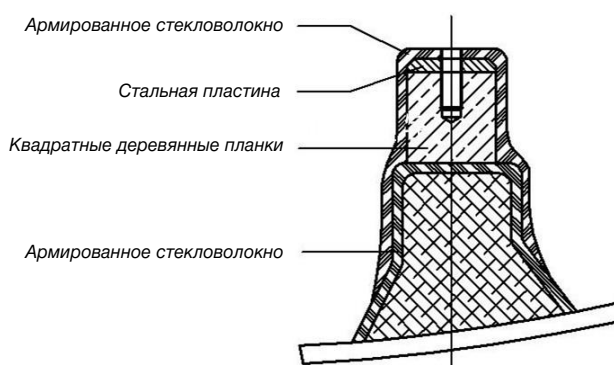 Армированное стекловолокно
Стальная пластина
Квадратные деревянные планки
Армированное стекловолокно